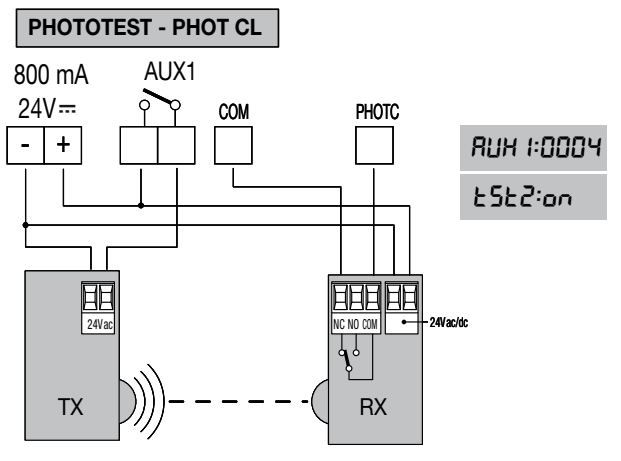 PHOTOTEST - PHOT CL
800 mA
24V⎓
AUX1
COM
PHOTC
- +
AUX1:0004
tSt2:on
24Vac
NC NO COM
24Vac/dc
TX
RX